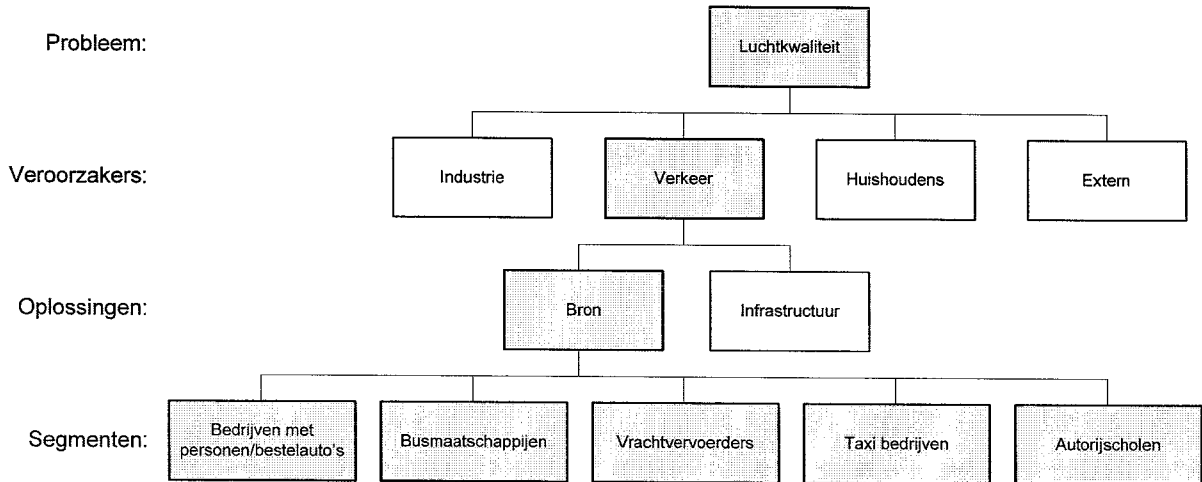 Probleem:
Luchtkwaliteit
Veroorzakers:
Industrie
Verkeer
Huishoudens
Extern
Oplossingen:
Bron
Infrastructuur
Segmenten:
Bedrijven met
personen/bestelauto's
Busmaatschappijen
Vrachtvervoerders
Taxi bedrijven
Autorijscholen